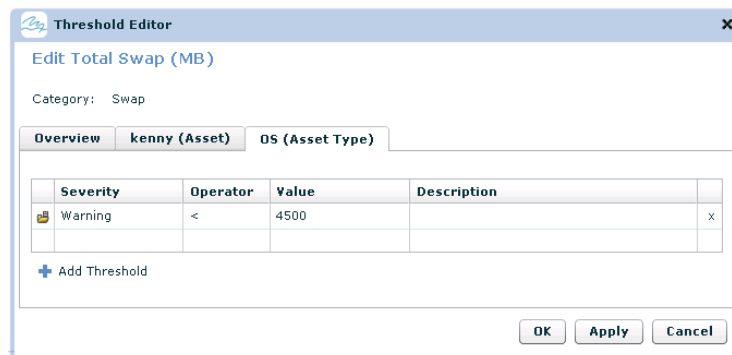 Threshold Editor x
Edit Total Swap (MB)
Category: Swap
Overview kenny (Asset) OS (Asset Type)
Severity Operator Value Description
Warning < 4500 x
Add Threshold
OK Apply Cancel